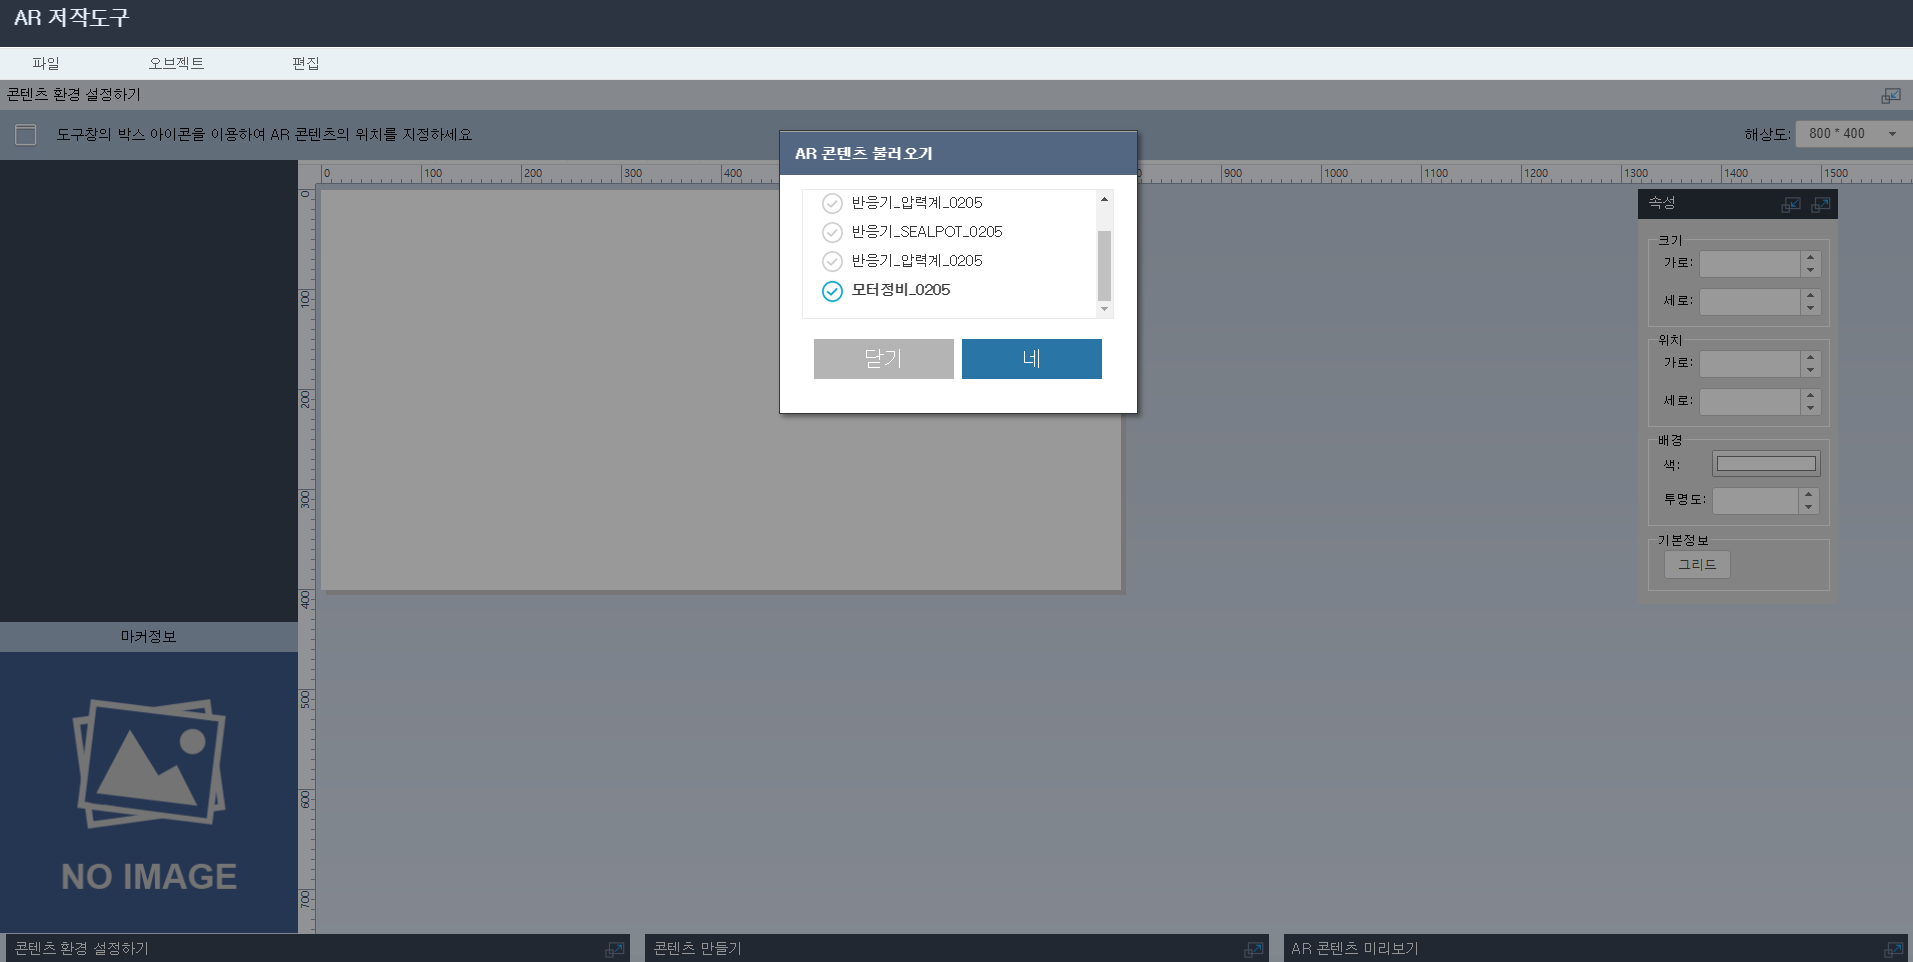 AR 저작도구
파일 오브젝트 편집
콘텐츠 환경 설정하기
도구창의 박스 아이콘을 이용하여 AR 콘텐츠의 위치를 지정하세요
해상도: 800 * 400
AR 콘텐츠 불러오기
반응기_압력계_0205
반응기_SEALPOT_0205
반응기_압력계_0205
모터정비_0205
닫기 네
0 100 200 300 400 0 900 1000 1100 1200 1300 1400 1500
0
100
200
300
400
500
600
700
속성
크기
가로:
세로:
위치
가로:
세로:
배경
색:
투명도:
기본정보
그리드
마커정보
NO IMAGE
콘텐츠 환경 설정하기
콘텐츠 만들기
AR 콘텐츠 미리보기